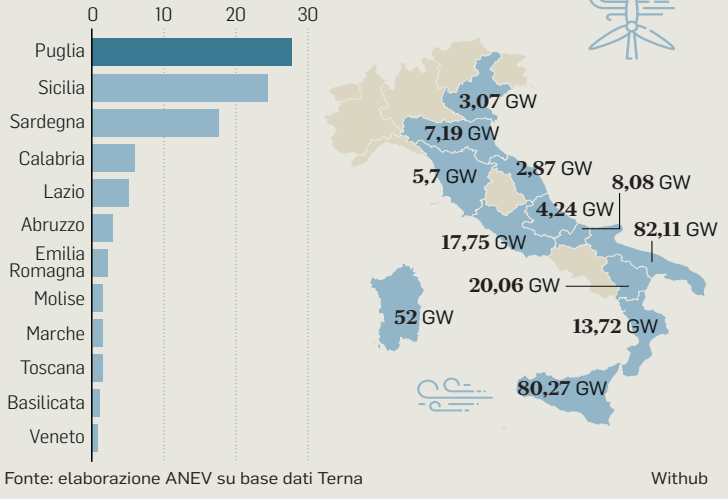 0 10 20 30
Puglia
Sicilia
Sardegna
Calabria
Lazio
Abruzzo
Emilia
Romagna
Molise
Marche
Toscana
Basilicata
Veneto
3,07 GW
7,19 GW
2,87 GW
5,7 GW
8,08 GW
4,24 GW
82,11 GW
17,75 GW
20,06 GW
52 GW
13,72 GW
80,27 GW
Fonte: elaborazione ANEV su base dati Terna
Withub